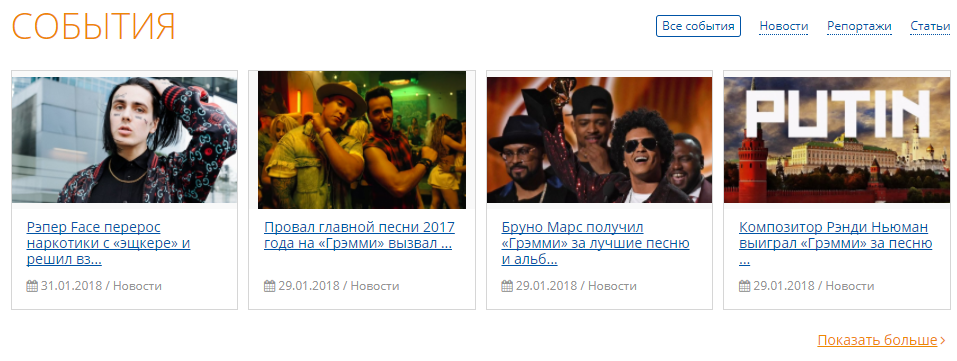 СОБЫТИЯ
Все события Новости Репортажи Статьи
PUTIN
Рэпер Face перерос
наркотики с «эщкере» и
решил вз...
31.01.2018 / Новости
Провал главной песни 2017
года на «Грэмми» вызвал ...
29.01.2018 / Новости
Бруно Марс получил
«Грэмми» за лучшие песню
и альб...
29.01.2018 / Новости
Композитор Рэнди Ньюман
выиграл «Грэмми» за песню
...
29.01.2018 / Новости
Показать больше